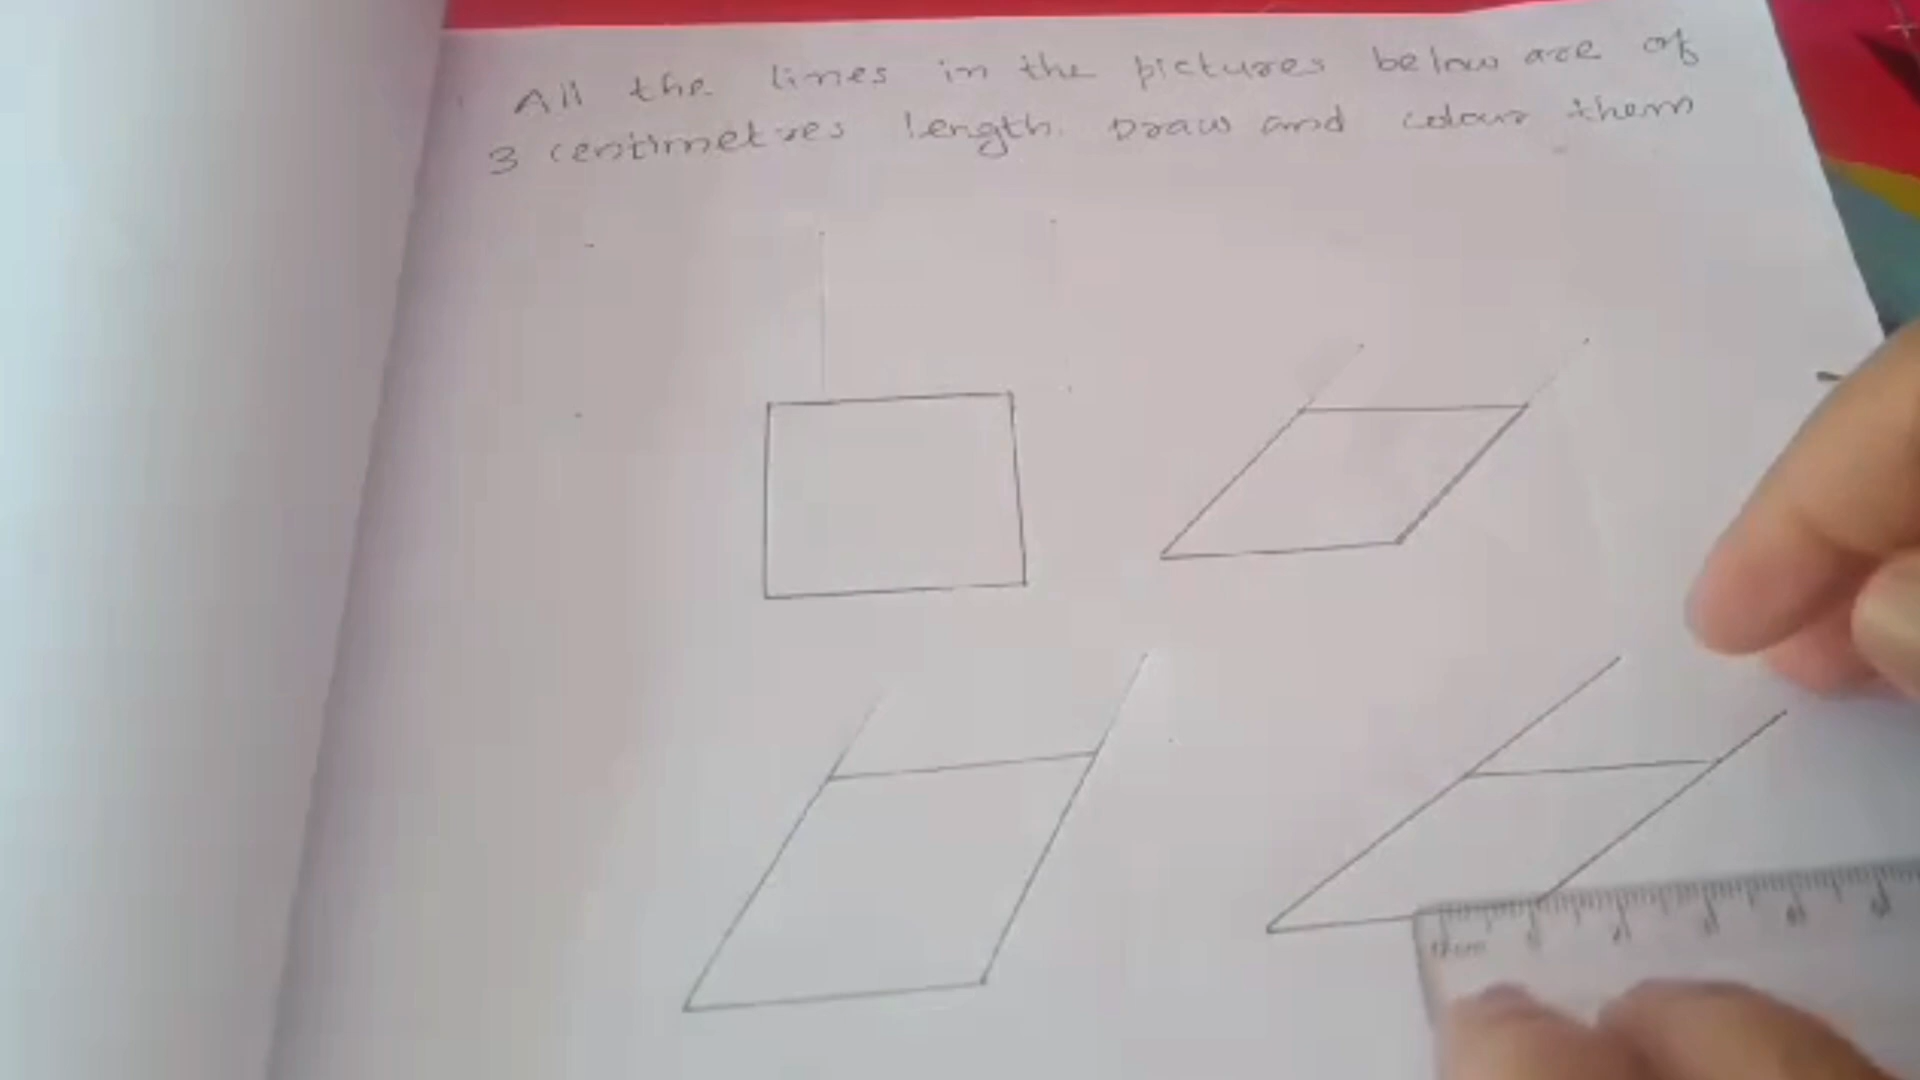 All the lines in the pictures below are of
3 centimetres length. Draw and colour them